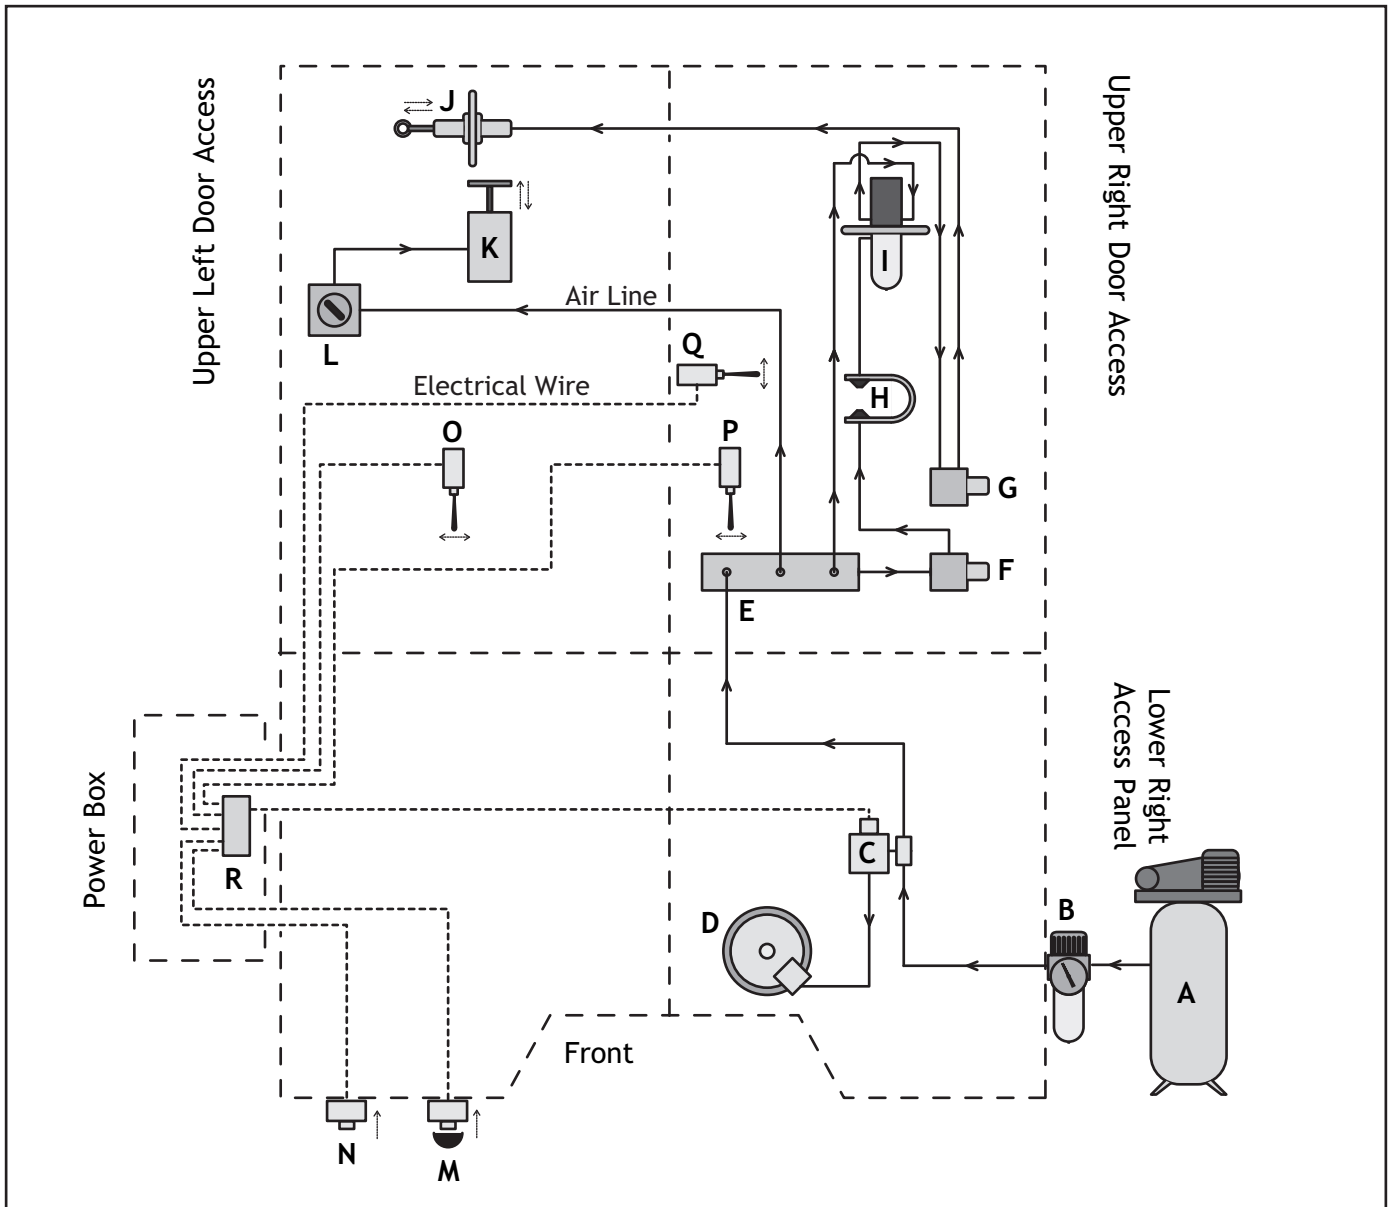 Upper Left Door Access
Upper Right Door Access
J
K
I
Air Line
L
Q
H
Electrical Wire
O
P
G
F
E
Lower Right
Access Panel
Power Box
R
C
D
B
A
Front
N
M